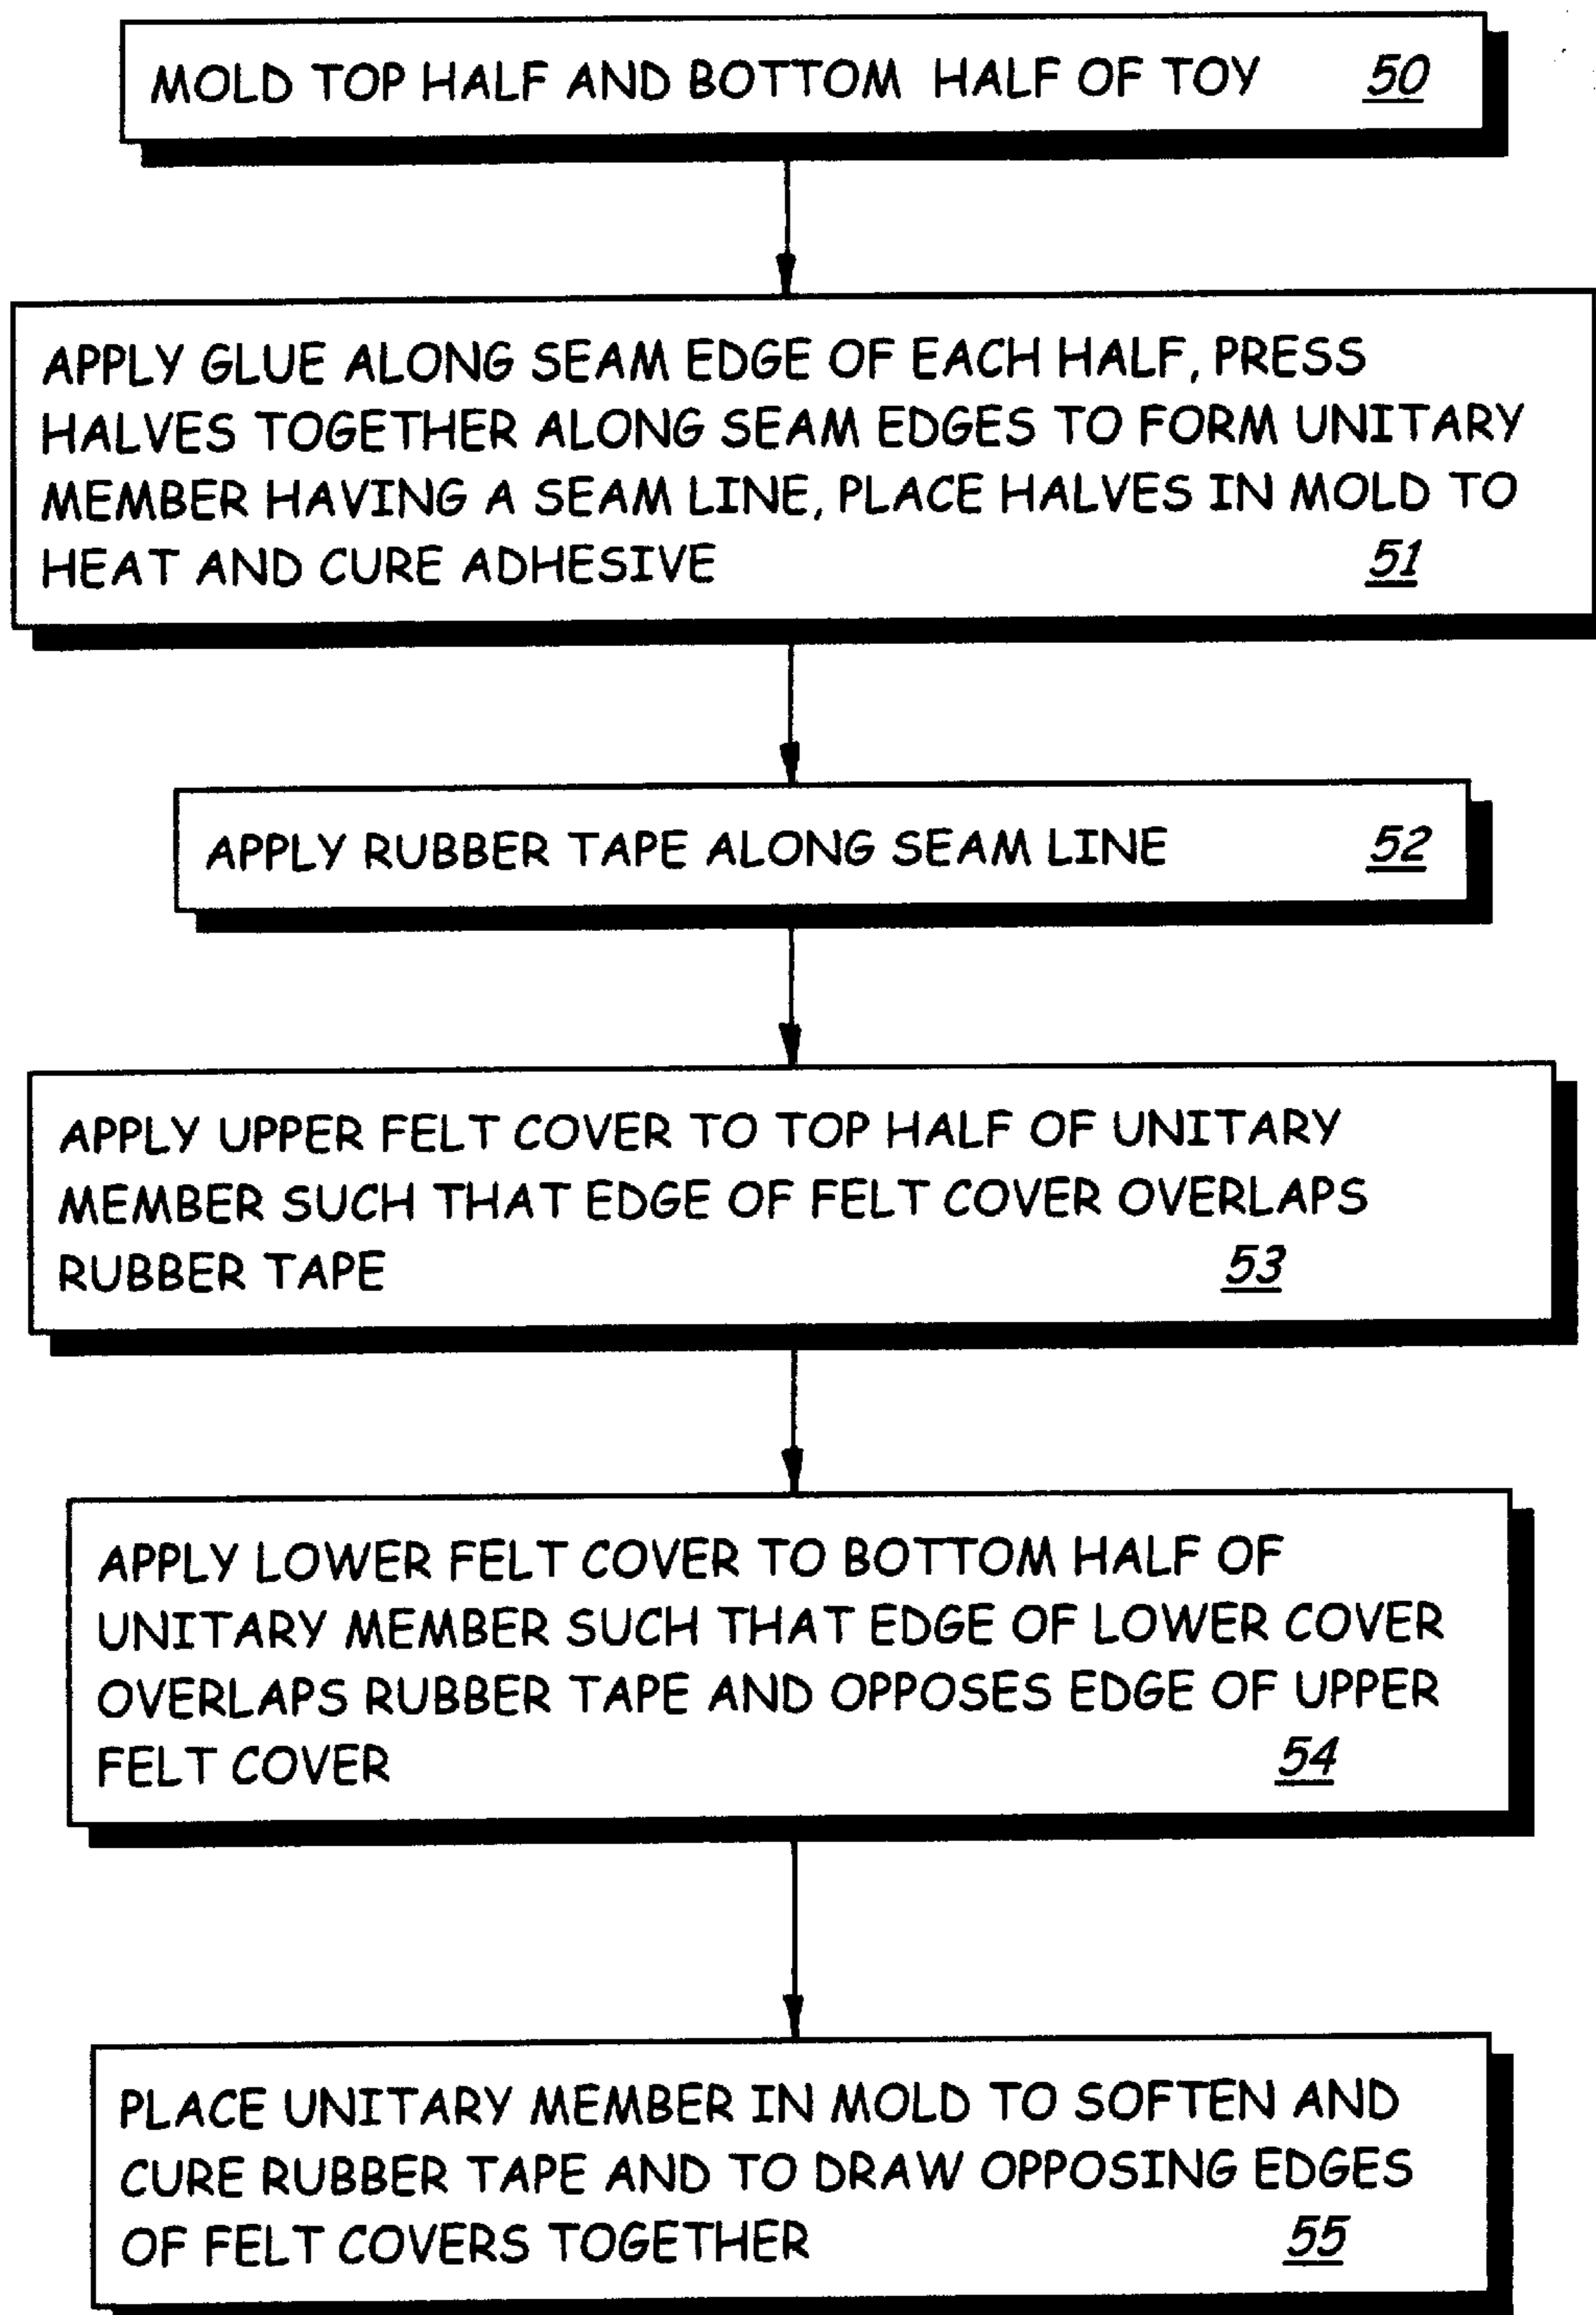 MOLD TOP HALF AND BOTTOM HALF OF TOY 50
APPLY GLUE ALONG SEAM EDGE OF EACH HALF, PRESS
HALVES TOGETHER ALONG SEAM EDGES TO FORM UNITARY
MEMBER HAVING A SEAM LINE, PLACE HALVES IN MOLD TO
HEAT AND CURE ADHESIVE 51
APPLY RUBBER TAPE ALONG SEAM LINE 52
APPLY UPPER FELT COVER TO TOP HALF OF UNITARY
MEMBER SUCH THAT EDGE OF FELT COVER OVERLAPS
RUBBER TAPE 53
APPLY LOWER FELT COVER TO BOTTOM HALF OF
UNITARY MEMBER SUCH THAT EDGE OF LOWER COVER
OVERLAPS RUBBER TAPE AND OPPOSES EDGE OF UPPER
FELT COVER 54
PLACE UNITARY MEMBER IN MOLD TO SOFTEN AND
CURE RUBBER TAPE AND TO DRAW OPPOSING EDGES
OF FELT COVERS TOGETHER 55